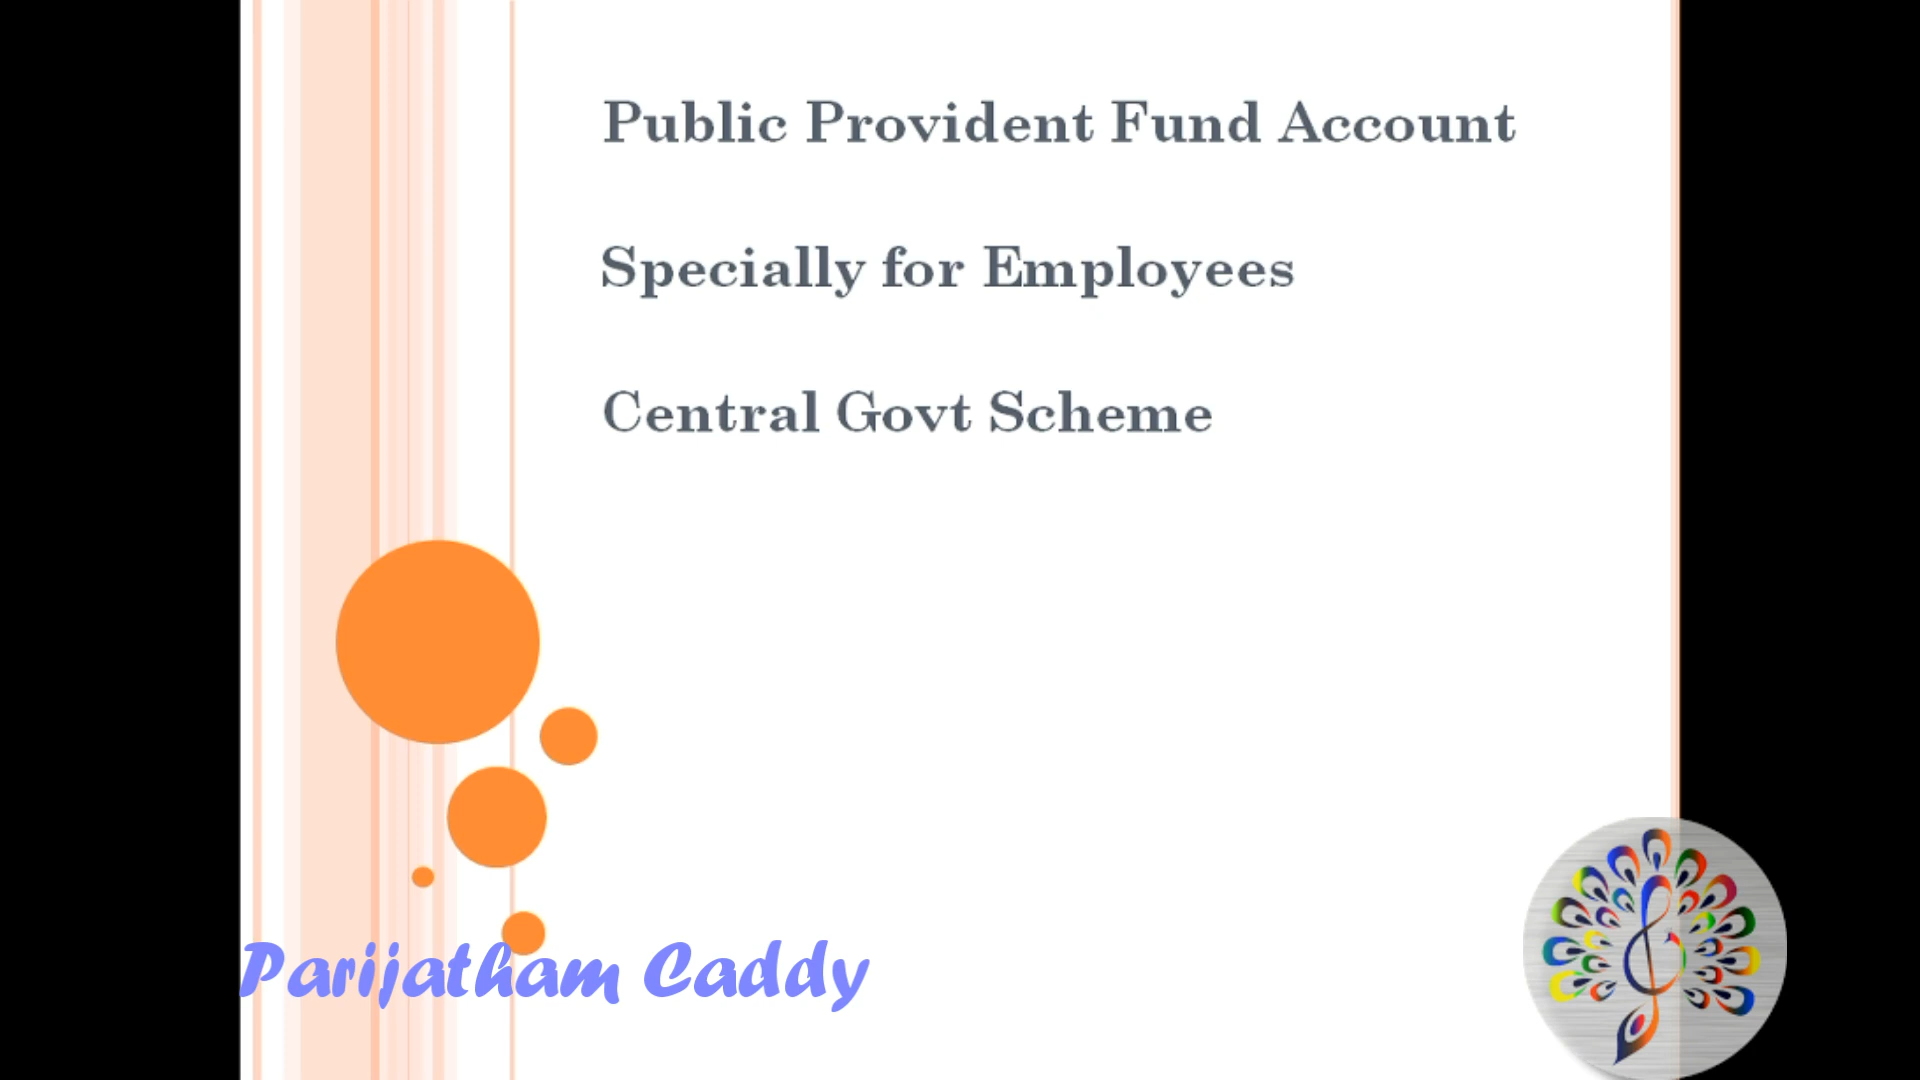 Public Provident Fund Account
Specially for Employees
Central Govt Scheme
Parijatham Caddy